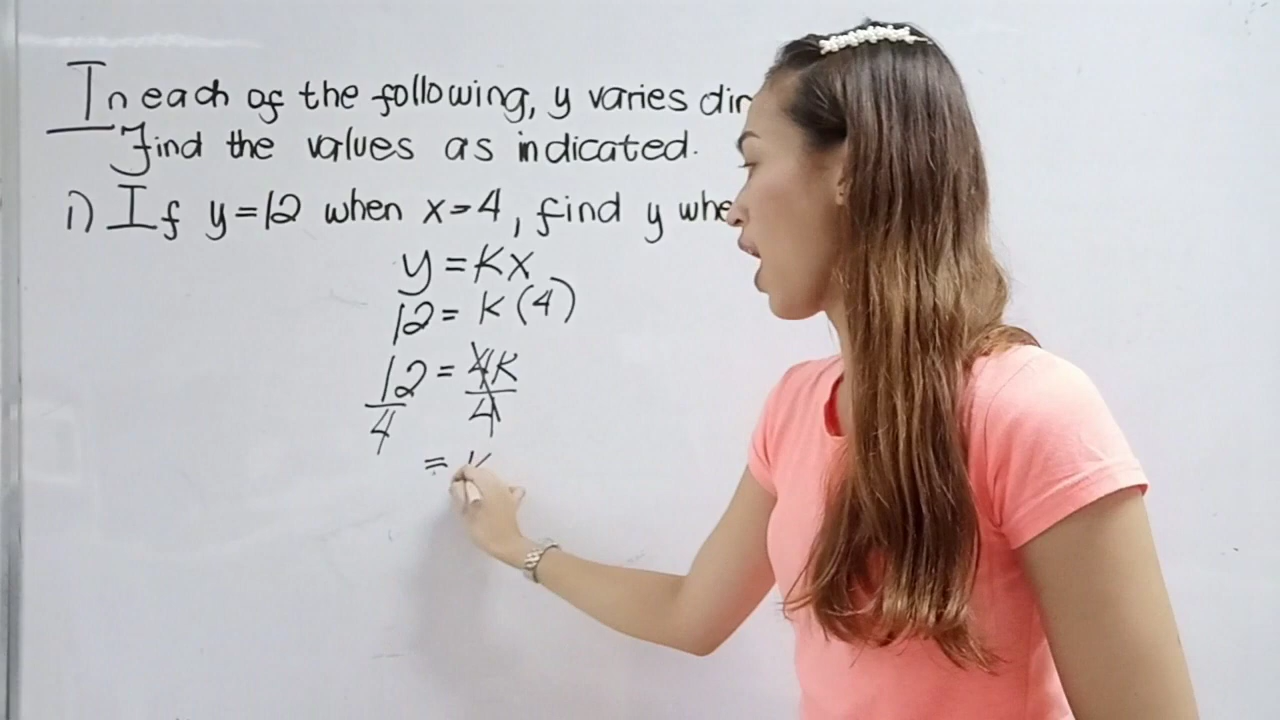 In each of the following, y varies dir
Find the values as indicated.
1) If y=12 when x=4, find y whe
y = kx
12 = k (4)
12 = 4k
4 4
= k